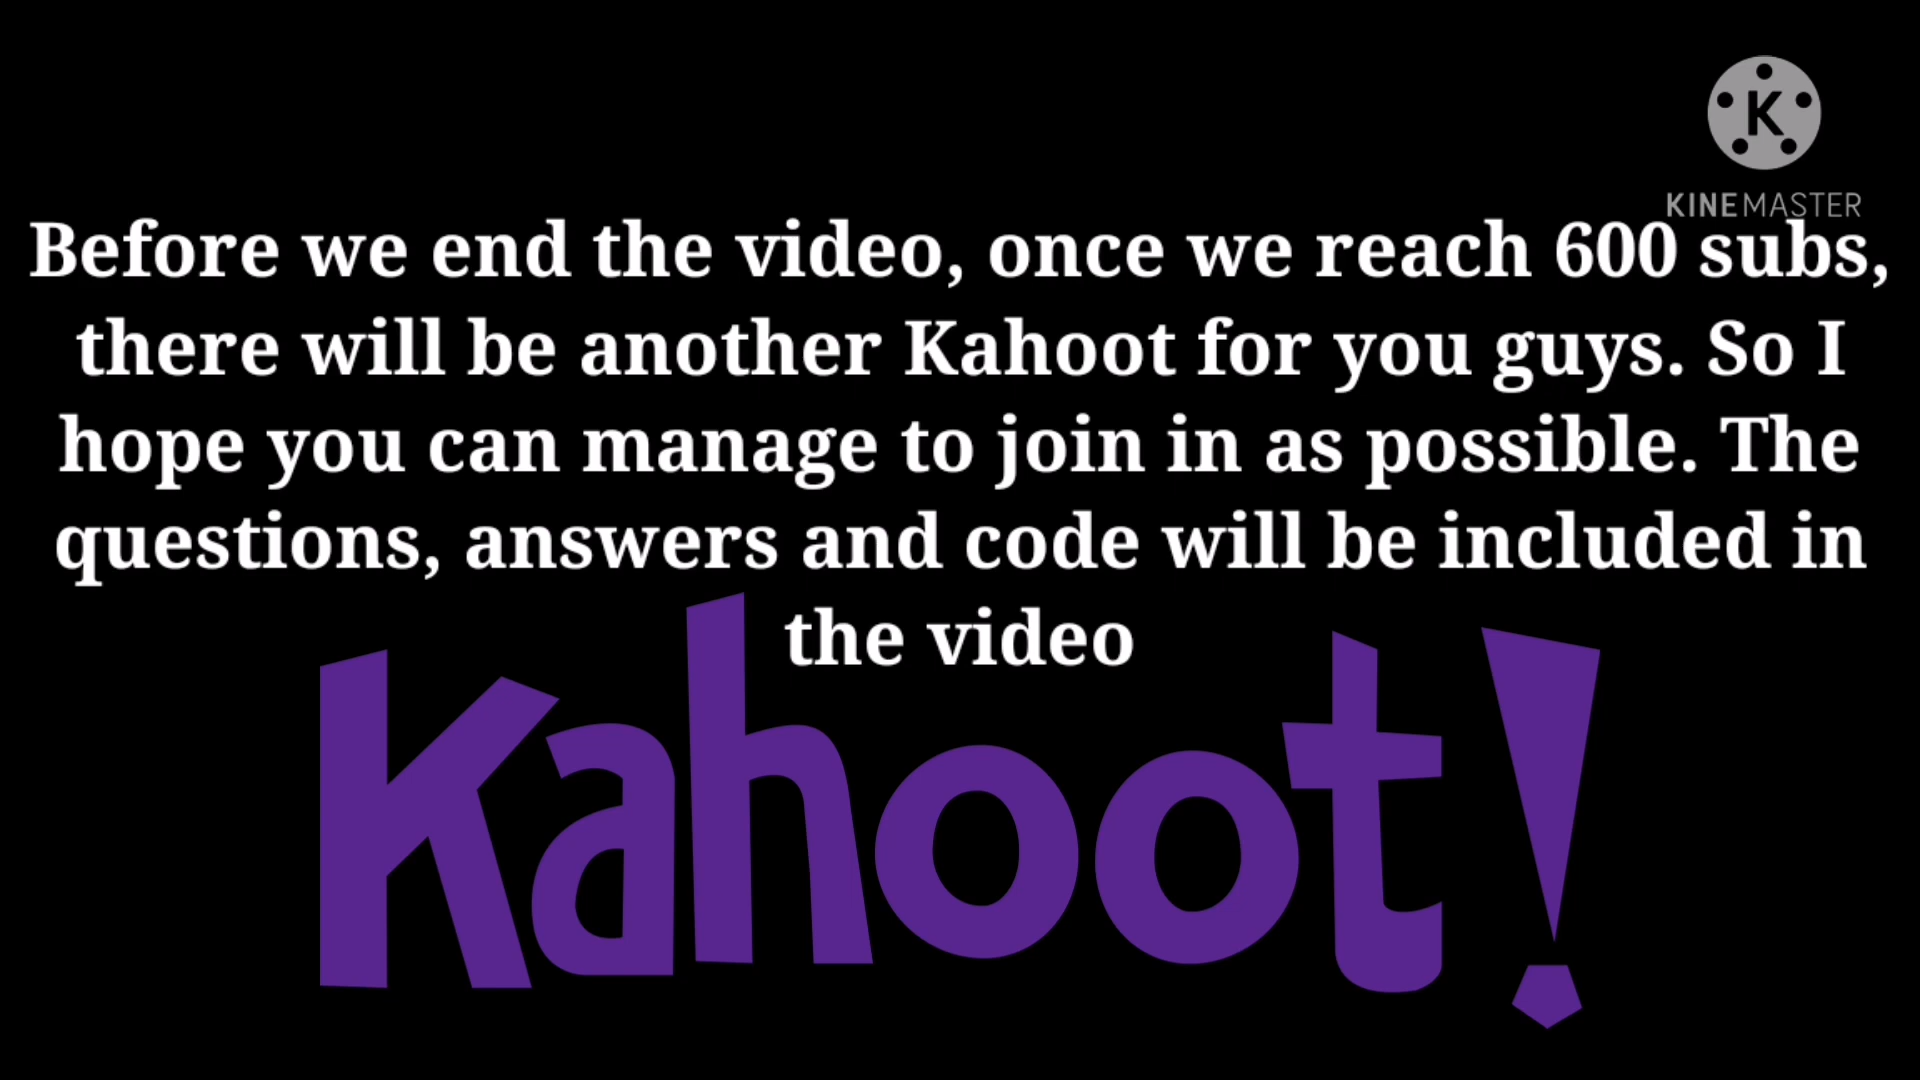 K
KINEMASTER
Before we end the video, once we reach 600 subs,
there will be another Kahoot for you guys. So I
hope you can manage to join in as possible. The
questions, answers and code will be included in
the video
Kahoot!